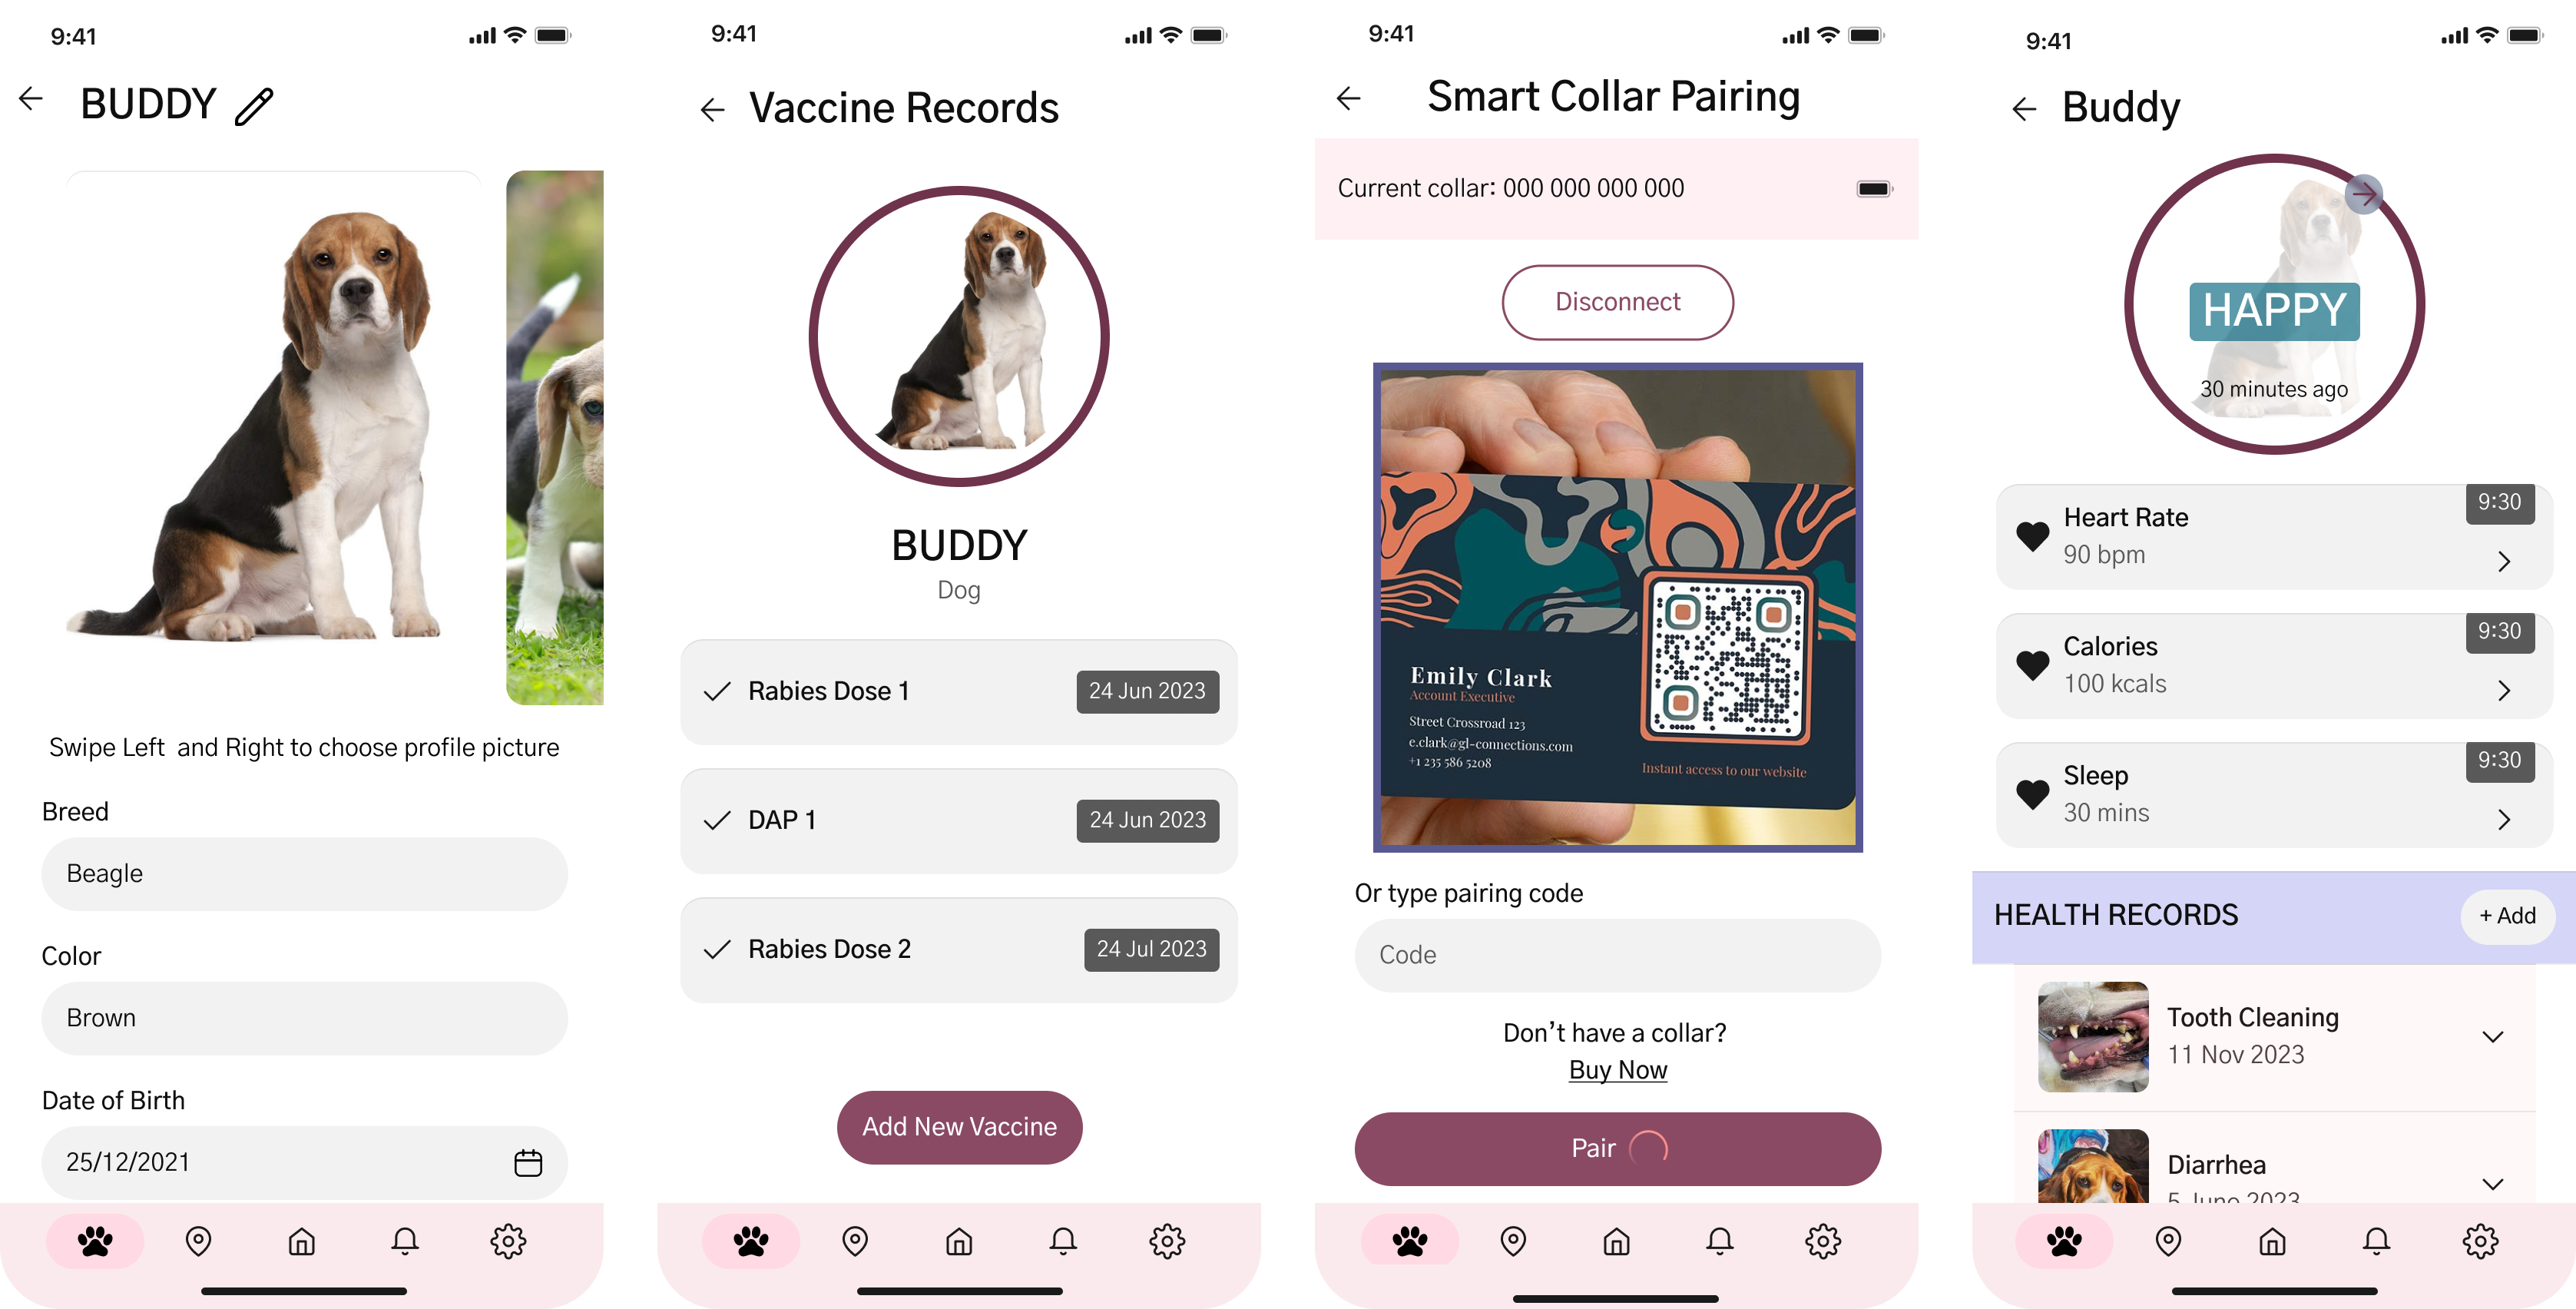 9:41
BUDDY
Swipe Left  and Right to choose profile picture
Breed
Beagle
Color
Brown
Date of Birth
25/12/2021
9:41
Vaccine Records
BUDDY
Dog
Rabies Dose 1
24 Jun 2023
DAP 1
24 Jun 2023
Rabies Dose 2
24 Jul 2023
Add New Vaccine
9:41
Smart Collar Pairing
Current collar: 000 000 000 000
Disconnect
Emily Clark
Account Executive
Street Crossroad 123
e.clark@gl-connections.com
+1 235 586 5208
Instant access to our website
Or type pairing code
Code
Don’t have a collar?
Buy Now
Pair
9:41
Buddy
HAPPY
30 minutes ago
Heart Rate
9:30
90 bpm
Calories
9:30
100 kcals
Sleep
9:30
30 mins
HEALTH RECORDS
+ Add
Tooth Cleaning
11 Nov 2023
Diarrhea
5 June 2023